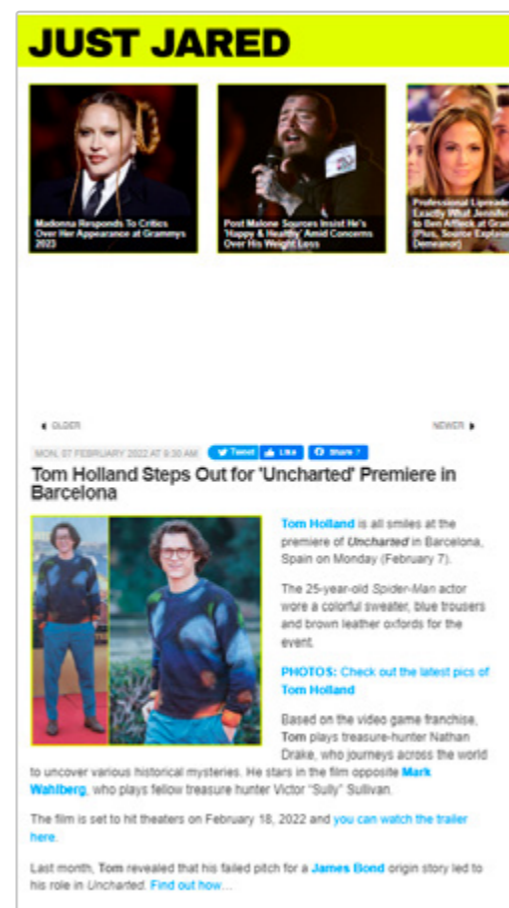 JUST JARED
Madonna Responds To Critics
Over Her Appearance at Grammys
2023
Post Malone Sources Insist He's
'Happy & Healthy' Amid Concerns
Over His Weight Loss
Professional Lipreade
Exactly What Jennifer
to Ben Affleck at Gram
(Plus, Source Explain
Demeanor)
OLDER
NEWER
MON, 07 FEBRUARY 2022 AT 9:30 AM
Tweet
Like
Share
Tom Holland Steps Out for 'Uncharted' Premiere in
Barcelona
Tom Holland is all smiles at the
premiere of Uncharted in Barcelona,
Spain on Monday (February 7).
The 25-year-old Spider-Man actor
wore a colorful sweater, blue trousers
and brown leather oxfords for the
event.
PHOTOS: Check out the latest pics of
Tom Holland
Based on the video game franchise,
Tom plays treasure-hunter Nathan
Drake, who journeys across the world
to uncover various historical mysteries. He stars in the film opposite Mark
Wahlberg, who plays fellow treasure hunter Victor "Sully" Sullivan.
The film is set to hit theaters on February 18, 2022 and you can watch the trailer
here.
Last month, Tom revealed that his failed pitch for a James Bond origin story led to
his role in Uncharted. Find out how…